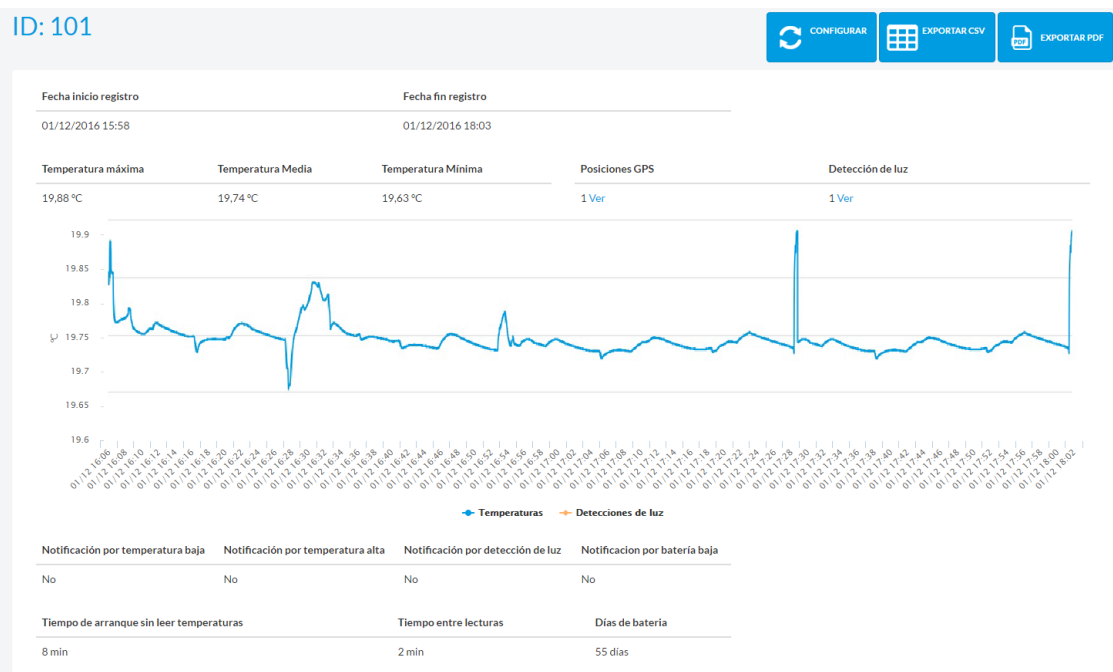 ID: 101
CONFIGURAR
EXPORTAR CSV
PDF
EXPORTAR PDF
Fecha inicio registro Fecha fin registro
01/12/2016 15:58 01/12/2016 18:03
Temperatura máxima Temperatura Media Temperatura Mínima Posiciones GPS Detección de luz
19,88 ºC 19,74 ºC 19,63 ºC 1 Ver 1 Ver
19.9
19.85
19.8
ºC 19.75
19.7
19.65
19.6
01/12 16:06 01/12 16:08 01/12 16:10 01/12 16:12 01/12 16:14 01/12 16:16 01/12 16:18 01/12 16:20 01/12 16:22 01/12 16:24 01/12 16:26 01/12 16:28 01/12 16:30 01/12 16:32 01/12 16:34 01/12 16:36 01/12 16:38 01/12 16:40 01/12 16:42 01/12 16:44 01/12 16:46 01/12 16:48 01/12 16:50 01/12 16:52 01/12 16:54 01/12 16:56 01/12 16:58 01/12 17:00 01/12 17:02 01/12 17:04 01/12 17:06 01/12 17:08 01/12 17:10 01/12 17:12 01/12 17:14 01/12 17:16 01/12 17:18 01/12 17:20 01/12 17:22 01/12 17:24 01/12 17:26 01/12 17:28 01/12 17:30 01/12 17:32 01/12 17:34 01/12 17:36 01/12 17:38 01/12 17:40 01/12 17:42 01/12 17:44 01/12 17:46 01/12 17:48 01/12 17:50 01/12 17:52 01/12 17:54 01/12 17:56 01/12 17:58 01/12 18:00 01/12 18:02
Temperaturas Detecciones de luz
Notificación por temperatura baja Notificación por temperatura alta Notificación por detección de luz Notificacion por batería baja
No No No No
Tiempo de arranque sin leer temperaturas Tiempo entre lecturas Días de bateria
8 min 2 min 55 días